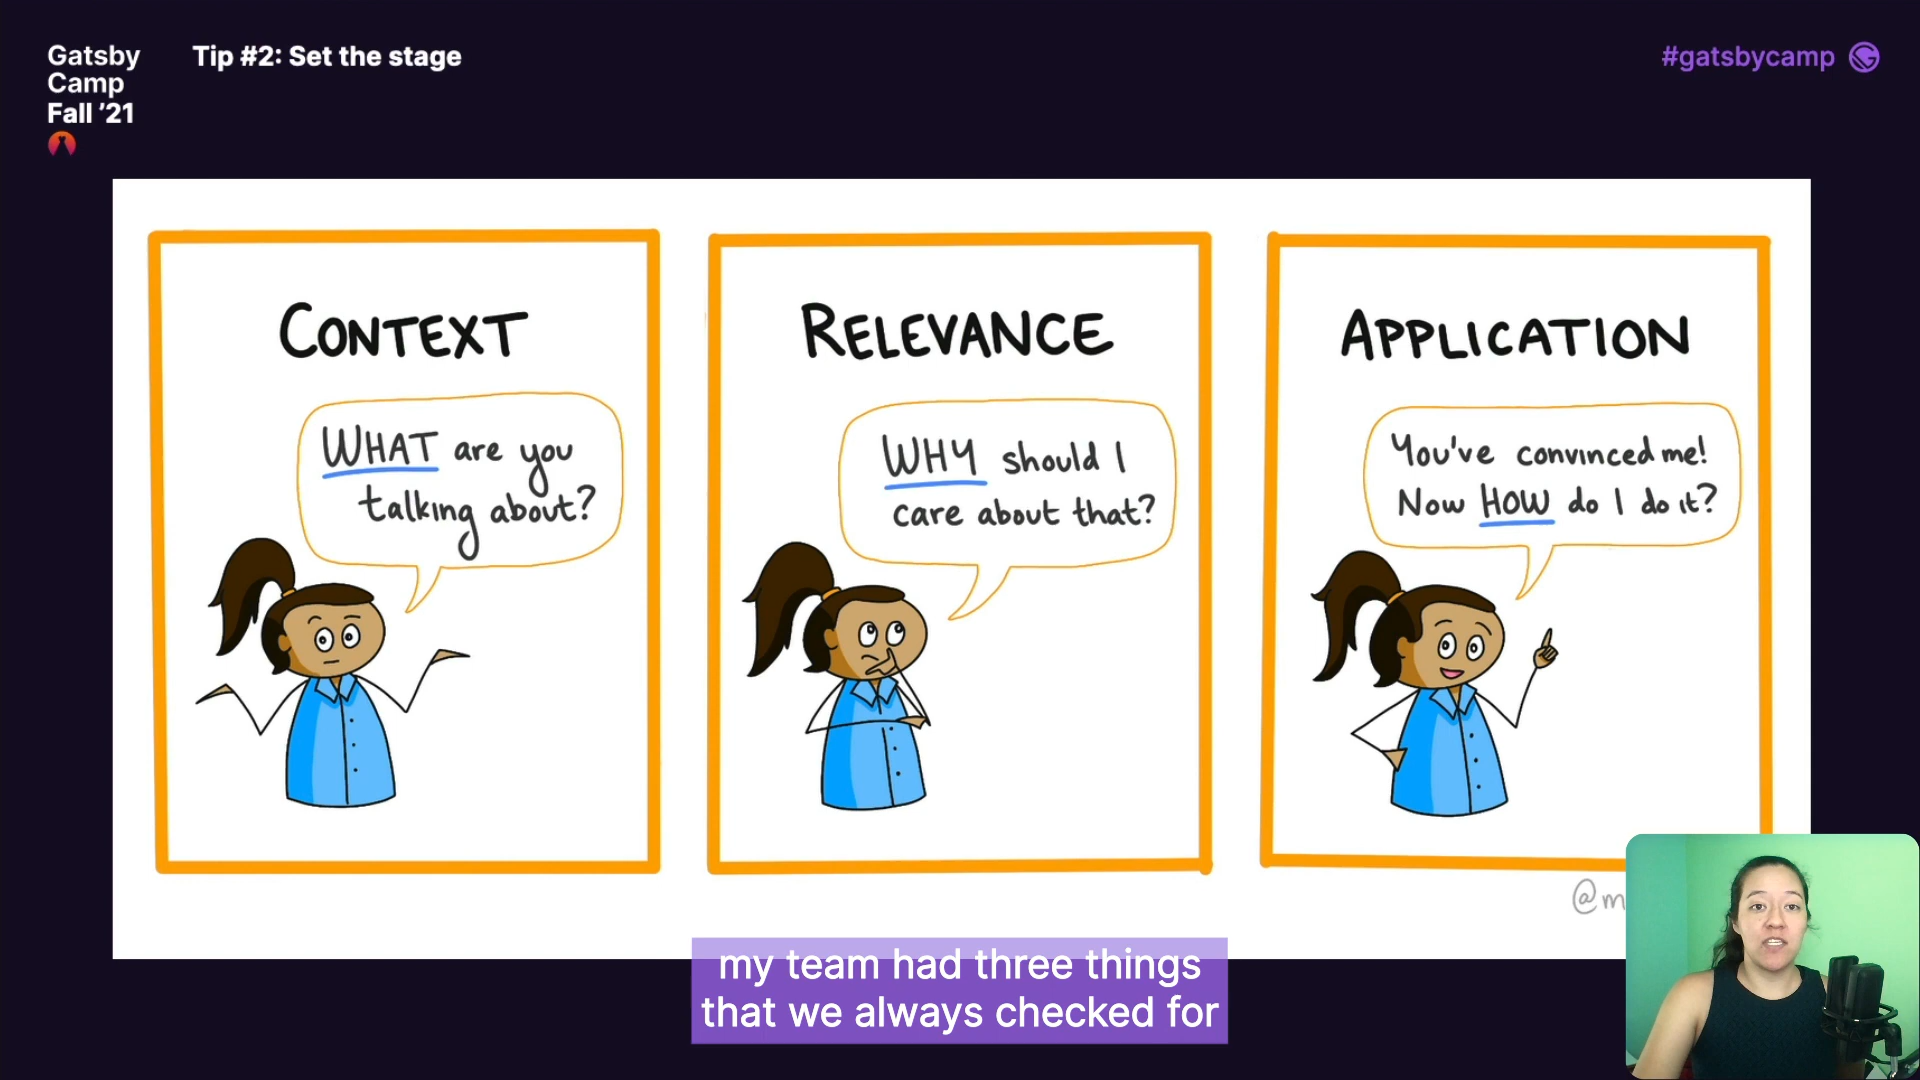 Gatsby
Camp
Fall ’21
Tip #2: Set the stage
#gatsbycamp
CONTEXT
WHAT are you
talking about?
RELEVANCE
WHY should I
care about that?
APPLICATION
You've convinced me!
Now HOW do I do it?
@m
my team had three things
that we always checked for